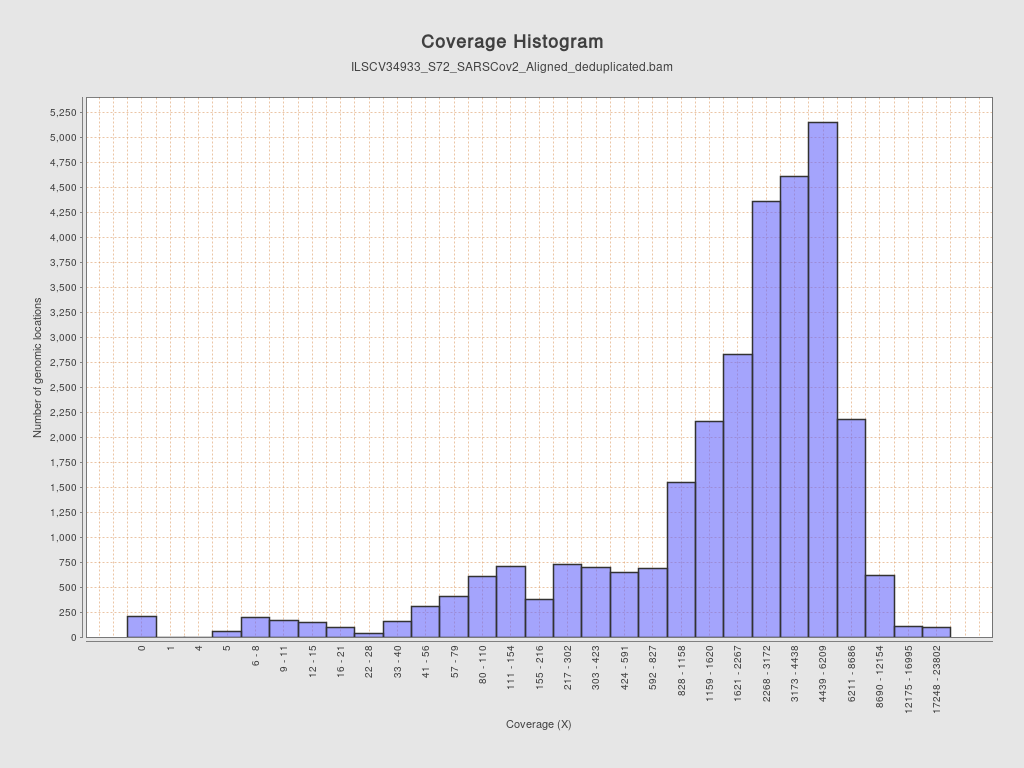 Coverage Histogram
ILSCV34933_S72_SARSCov2_Aligned_deduplicated.bam
5,250
5,000
4,750
4,500
4,250
4,000
3,750
3,500
3,250
3,000
2,750
2,500
2,250
2,000
1,750
1,500
1,250
1,000
750
500
250
0
Number of genomic locations
0
1
4
5
6 - 8
9 - 11
12 - 15
16 - 21
22 - 28
33 - 40
41 - 56
57 - 79
80 - 110
111 - 154
155 - 216
217 - 302
303 - 423
424 - 591
592 - 827
828 - 1158
1159 - 1620
1621 - 2267
2268 - 3172
3173 - 4438
4439 - 6209
6211 - 8686
8690 - 12154
12175 - 16995
17248 - 23802
Coverage (X)